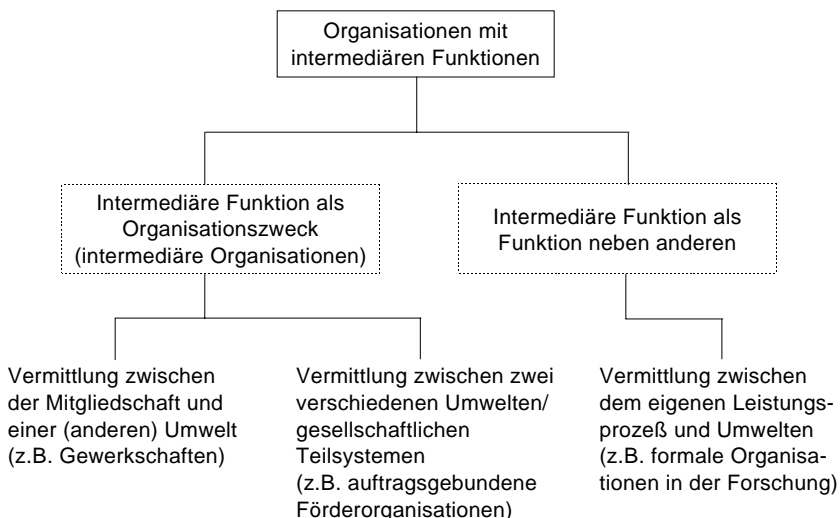 Organisationen mit
intermediären Funktionen
Intermediäre Funktion als
Organisationszweck
(intermediäre Organisationen)
Intermediäre Funktion als
Funktion neben anderen
Vermittlung zwischen
der Mitgliedschaft und
einer (anderen) Umwelt
(z.B. Gewerkschaften)
Vermittlung zwischen zwei
verschiedenen Umwelten/
gesellschaftlichen
Teilsystemen
(z.B. auftragsgebundene
Förderorganisationen)
Vermittlung zwischen
dem eigenen Leistungs-
prozeß und Umwelten
(z.B. formale Organisa-
tionen in der Forschung)